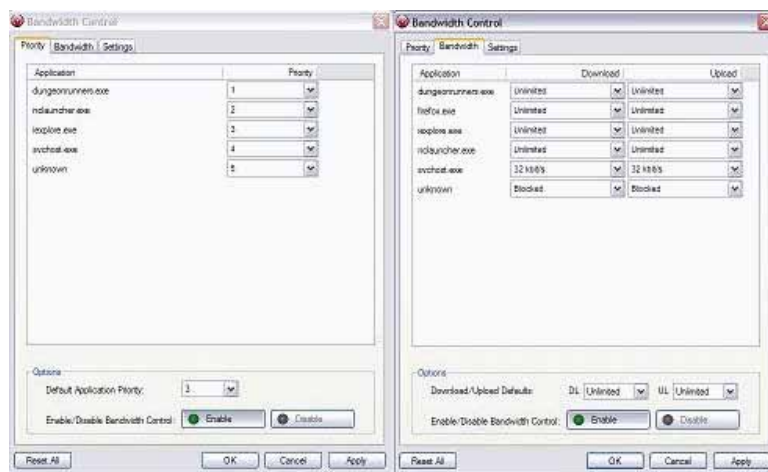 Bandwidth Control
Priority Bandwidth Settings
Application Priority
dungeonrunners.exe 1
nclauncher.exe 2
iexplore.exe 3
svchost.exe 4
unknown 5
Options
Default Application Priority: 3
Enable/Disable Bandwidth Control: Enable Disable
Reset All OK Cancel Apply
Bandwidth Control
Priority Bandwidth Settings
Application Download Upload
dungeonrunners.exe Unlimited Unlimited
firefox.exe Unlimited Unlimited
iexplore.exe Unlimited Unlimited
nclauncher.exe Unlimited Unlimited
svchost.exe 32 kbit/s 32 kbit/s
unknown Blocked Blocked
Options
Download/Upload Defaults: DL Unlimited UL Unlimited
Enable/Disable Bandwidth Control: Enable Disable
Reset All OK Cancel Apply